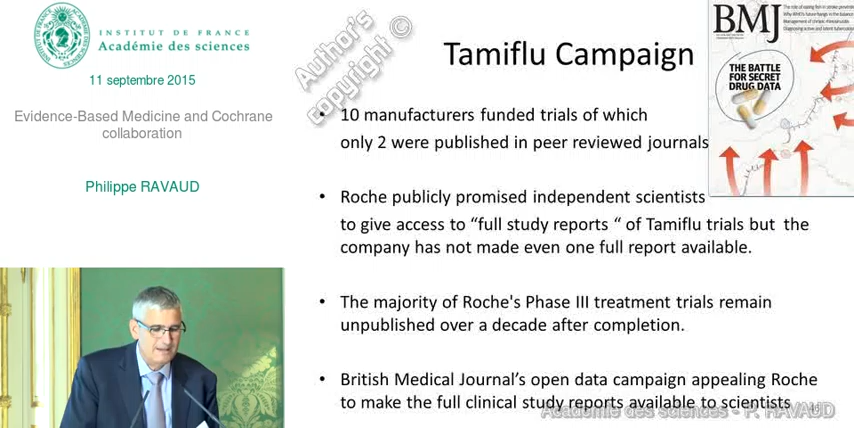 INSTITUT DE FRANCE
Académie des sciences
11 septembre 2015
Evidence-Based Medicine and Cochrane
collaboration
Philippe RAVAUD
Author's
copyright ©
Tamiflu Campaign
• 10 manufacturers funded trials of which
only 2 were published in peer reviewed journals
• Roche publicly promised independent scientists
to give access to “full study reports “ of Tamiflu trials but the
company has not made even one full report available.
• The majority of Roche's Phase III treatment trials remain
unpublished over a decade after completion.
• British Medical Journal’s open data campaign appealing Roche
to make the full clinical study reports available to scientists
Académie des sciences - P. RAVAUD
BMJ
THE BATTLE
FOR SECRET
DRUG DATA